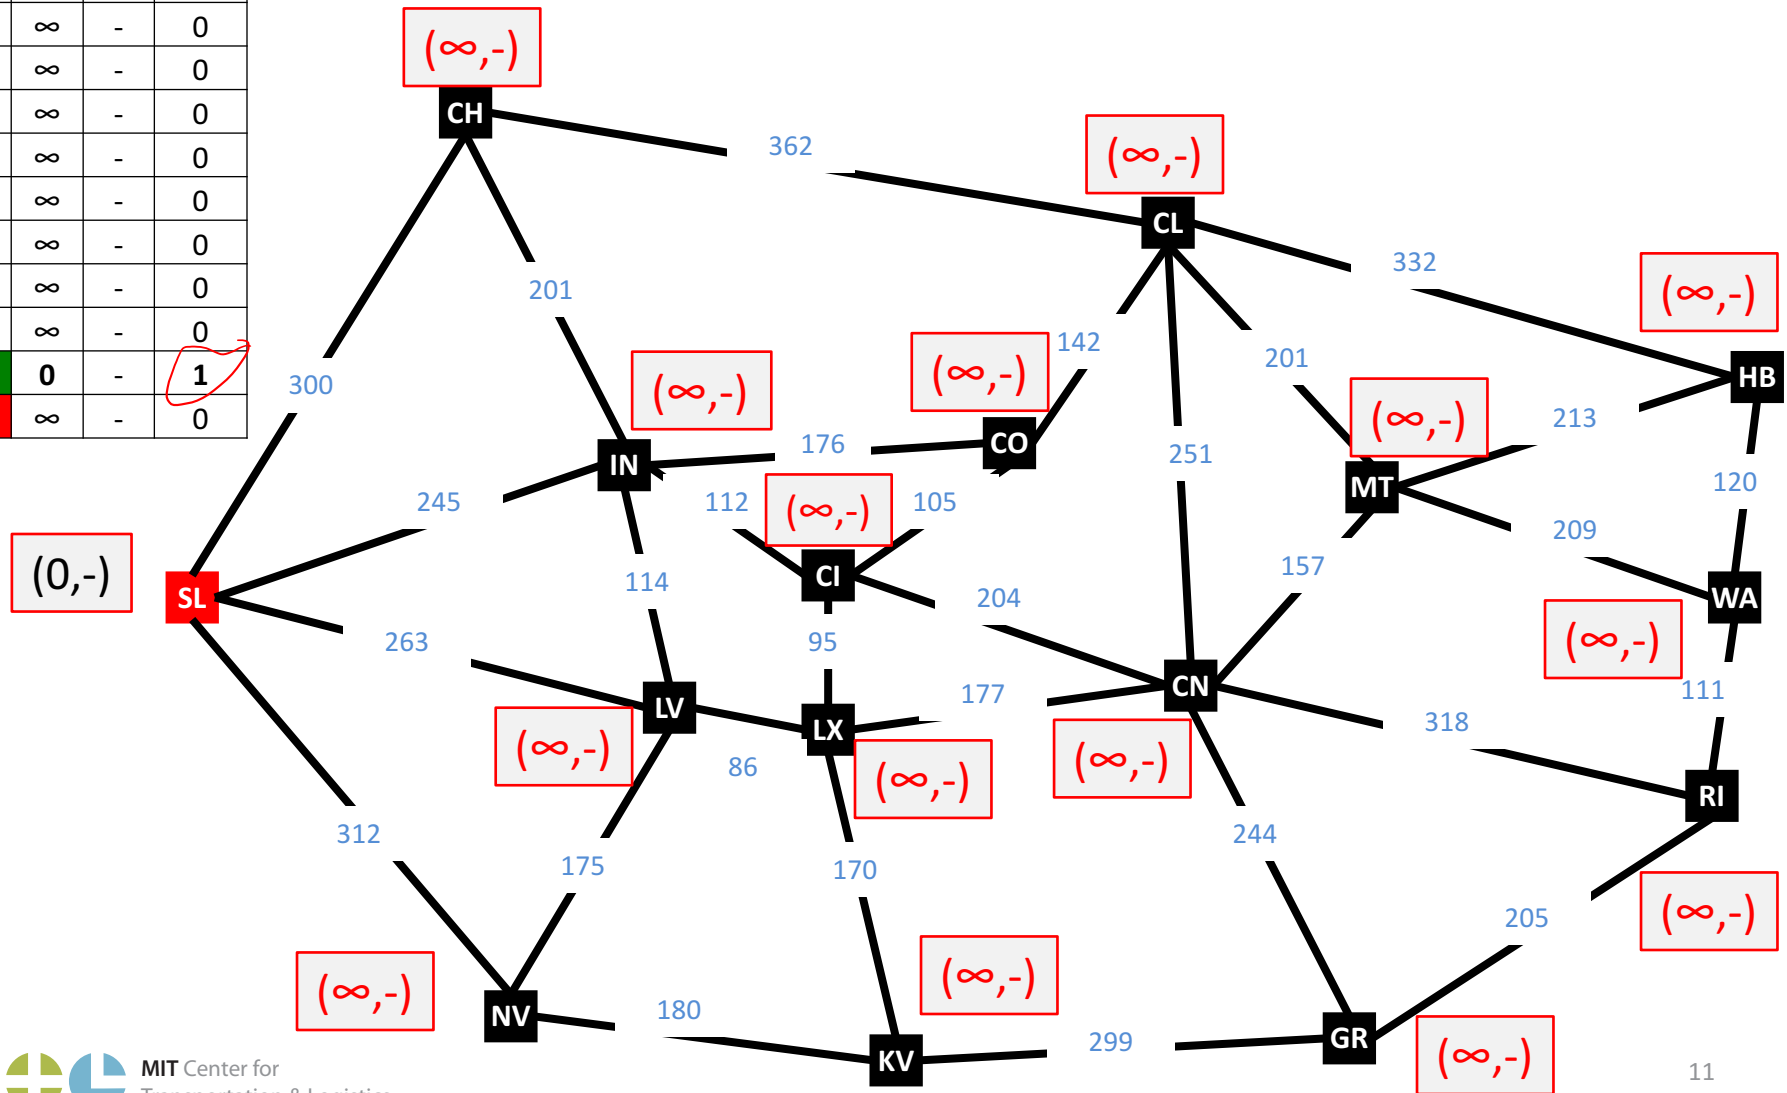 ∞ - 0
∞ - 0
∞ - 0
∞ - 0
∞ - 0
∞ - 0
∞ - 0
∞ - 0
0 - 1
∞ - 0
(∞,-)
CH
362
(∞,-)
CL
332
(∞,-)
HB
201
300
(∞,-)
(∞,-)
142
201
(∞,-)
213
IN
176
CO
251
MT
120
245
112
(∞,-)
105
209
(0,-)
SL
114
CI
204
157
WA
263
95
(∞,-)
LV
177
CN
111
(∞,-)
86
LX
(∞,-)
(∞,-)
318
RI
312
175
170
244
(∞,-)
205
(∞,-)
NV
180
(∞,-)
KV
299
GR
(∞,-)
MIT Center for
Transportation & Logistics
11